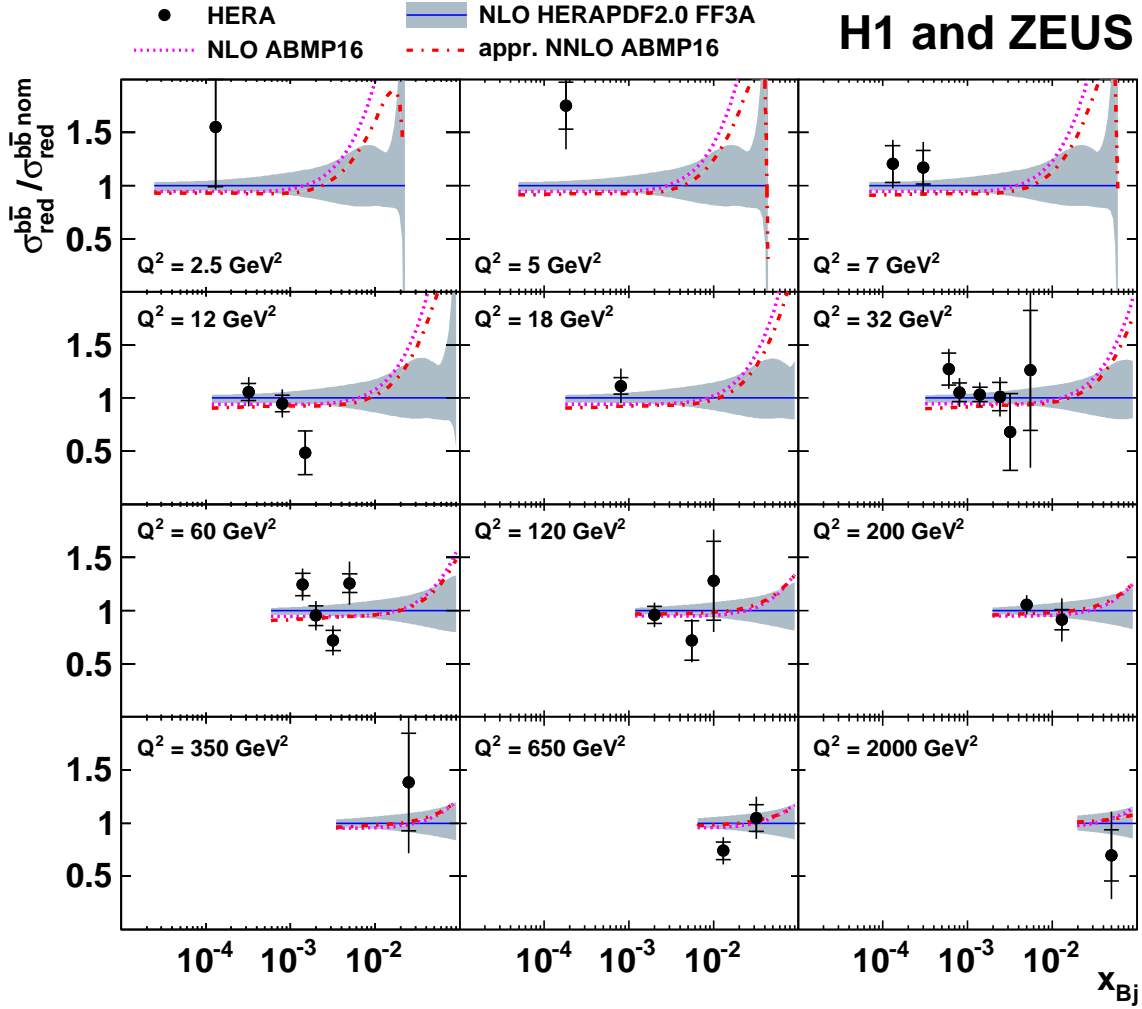 HERA
NLO HERAPDF2.0 FF3A
NLO ABMP16
appr. NNLO ABMP16
H1 and ZEUS
σ_red^{bb̄} / σ_red^{bb̄ nom}
1.5
1
0.5
Q² = 2.5 GeV²
Q² = 5 GeV²
Q² = 7 GeV²
1.5
1
0.5
Q² = 12 GeV²
Q² = 18 GeV²
Q² = 32 GeV²
1.5
1
0.5
Q² = 60 GeV²
Q² = 120 GeV²
Q² = 200 GeV²
1.5
1
0.5
Q² = 350 GeV²
Q² = 650 GeV²
Q² = 2000 GeV²
10⁻⁴ 10⁻³ 10⁻² 10⁻⁴ 10⁻³ 10⁻² 10⁻⁴ 10⁻³ 10⁻²
x_Bj